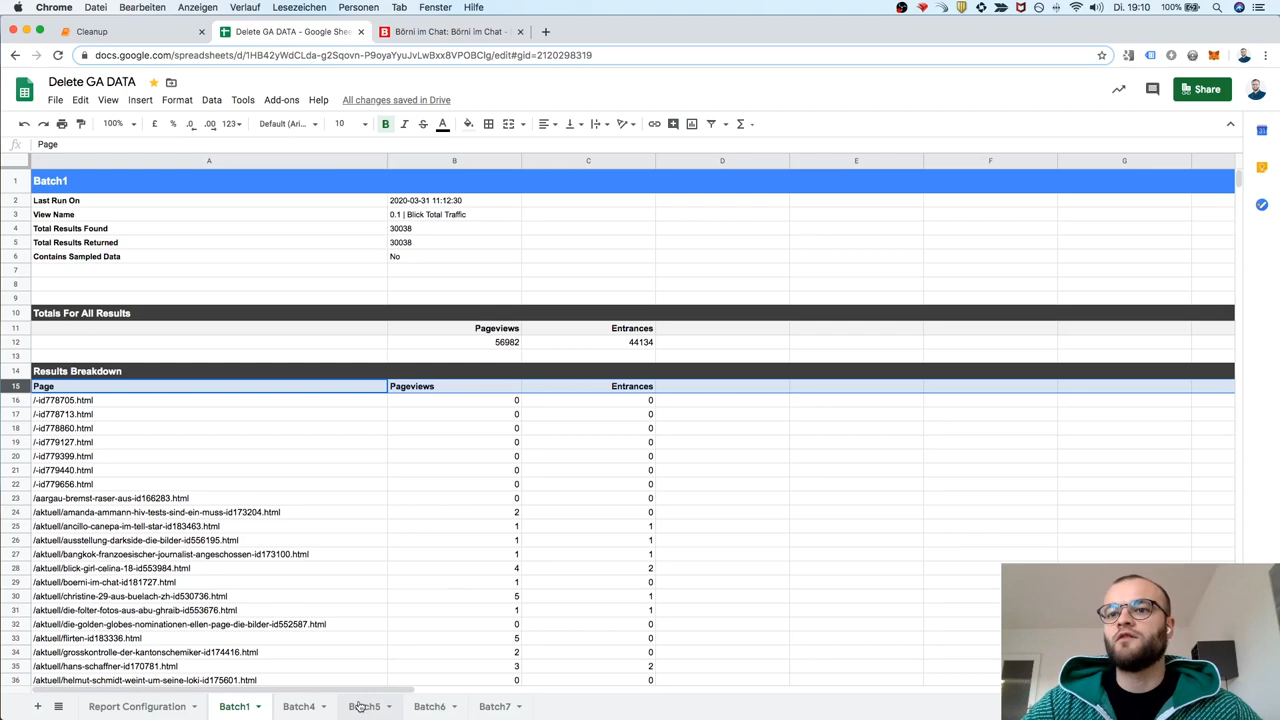 Chrome Datei Bearbeiten Anzeigen Verlauf Lesezeichen Personen Tab Fenster Hilfe 100% Di. 19:10
Cleanup Delete GA DATA - Google She Börni im Chat: Börni im Chat -
docs.google.com/spreadsheets/d/1HB42yWdCLda-g2Sqovn-P9oyaYyuJvLwBxx8VPOBCIg/edit#gid=2120298319
Delete GA DATA
File Edit View Insert Format Data Tools Add-ons Help All changes saved in Drive Share
100% £ % .0 .00 123 Default (Ari... 10 B I S A
fx Page
A B C D E F G
1 Batch1
2 Last Run On 2020-03-31 11:12:30
3 View Name 0.1 | Blick Total Traffic
4 Total Results Found 30038
5 Total Results Returned 30038
6 Contains Sampled Data No
7
8
9
10 Totals For All Results
11 Pageviews Entrances
12 56982 44134
13
14 Results Breakdown
15 Page Pageviews Entrances
16 /-id778705.html 0 0
17 /-id778713.html 0 0
18 /-id778860.html 0 0
19 /-id779127.html 0 0
20 /-id779399.html 0 0
21 /-id779440.html 0 0
22 /-id779656.html 0 0
23 /aargau-bremst-raser-aus-id166283.html 0 0
24 /aktuell/amanda-ammann-hiv-tests-sind-ein-muss-id173204.html 2 0
25 /aktuell/ancillo-canepa-im-tell-star-id183463.html 1 1
26 /aktuell/ausstellung-darkside-die-bilder-id556195.html 1 1
27 /aktuell/bangkok-franzoesischer-journalist-angeschossen-id173100.html 1 1
28 /aktuell/blick-girl-celina-18-id553984.html 4 2
29 /aktuell/boerni-im-chat-id181727.html 1 0
30 /aktuell/christine-29-aus-buelach-zh-id530736.html 5 1
31 /aktuell/die-folter-fotos-aus-abu-ghraib-id553676.html 1 1
32 /aktuell/die-golden-globes-nominationen-ellen-page-die-bilder-id552587.html 0 0
33 /aktuell/flirten-id183336.html 5 0
34 /aktuell/grosskontrolle-der-kantonschemiker-id174416.html 2 0
35 /aktuell/hans-schaffner-id170781.html 3 2
36 /aktuell/helmut-schmidt-weint-um-seine-loki-id175601.html 0 0
Report Configuration Batch1 Batch4 Batch5 Batch6 Batch7